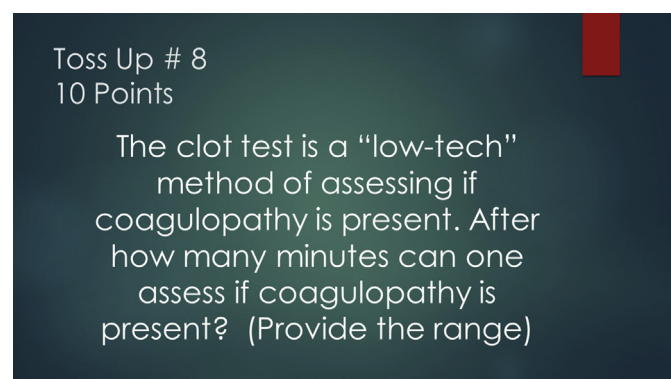 Toss Up # 8
10 Points
The clot test is a “low-tech”
method of assessing if
coagulopathy is present. After
how many minutes can one
assess if coagulopathy is
present?  (Provide the range)